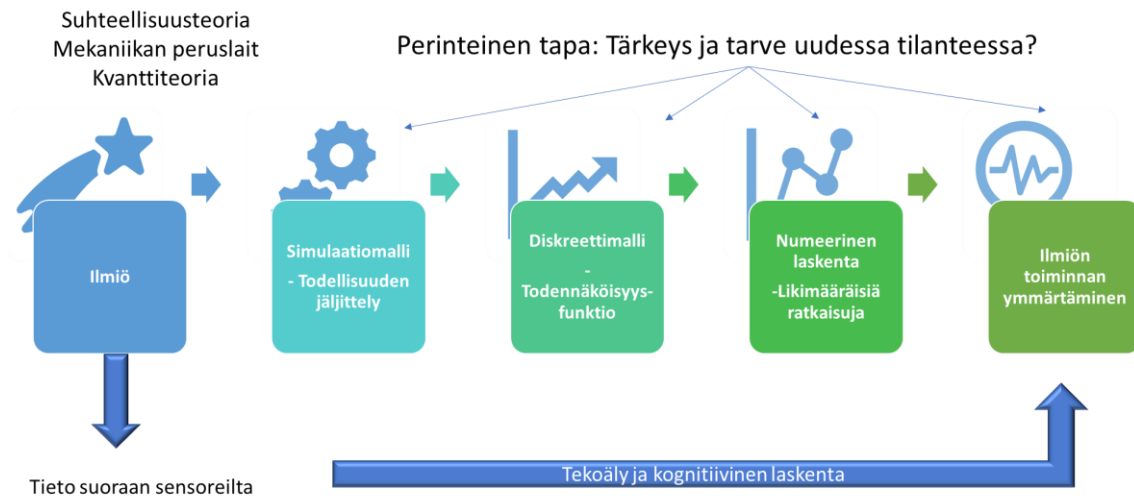 Suhteellisuusteoria
Mekaniikan peruslait
Kvanttiteoria
Perinteinen tapa: Tärkeys ja tarve uudessa tilanteessa?
Ilmiö
Simulaatiomalli
- Todellisuuden
jäljittely
Diskreettimalli
-
Todennäköisyys-
funktio
Numeerinen
laskenta
-Likimääräisiä
ratkaisuja
Ilmiön
toiminnan
ymmärtäminen
Tieto suoraan sensoreilta
Tekoäly ja kognitiivinen laskenta